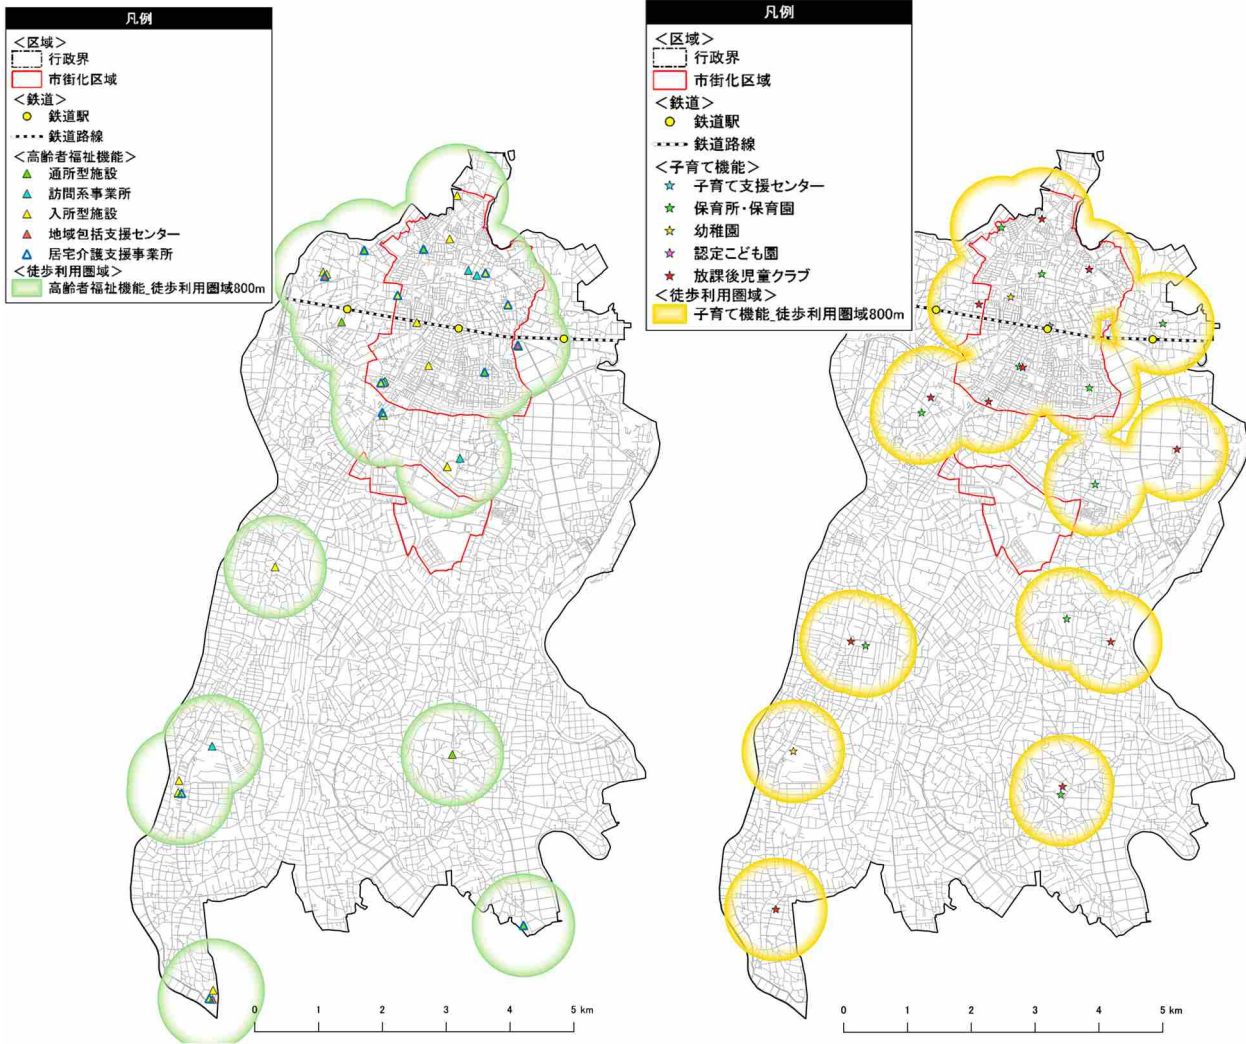 凡例
＜区域＞
行政界
市街化区域
＜鉄道＞
鉄道駅
鉄道路線
＜高齢者福祉機能＞
通所型施設
訪問系事業所
入所型施設
地域包括支援センター
居宅介護支援事業所
＜徒歩利用圏域＞
高齢者福祉機能_徒歩利用圏域800m
0 1 2 3 4 5 km
凡例
＜区域＞
行政界
市街化区域
＜鉄道＞
鉄道駅
鉄道路線
＜子育て機能＞
子育て支援センター
保育所・保育園
幼稚園
認定こども園
放課後児童クラブ
＜徒歩利用圏域＞
子育て機能_徒歩利用圏域800m
0 1 2 3 4 5 km